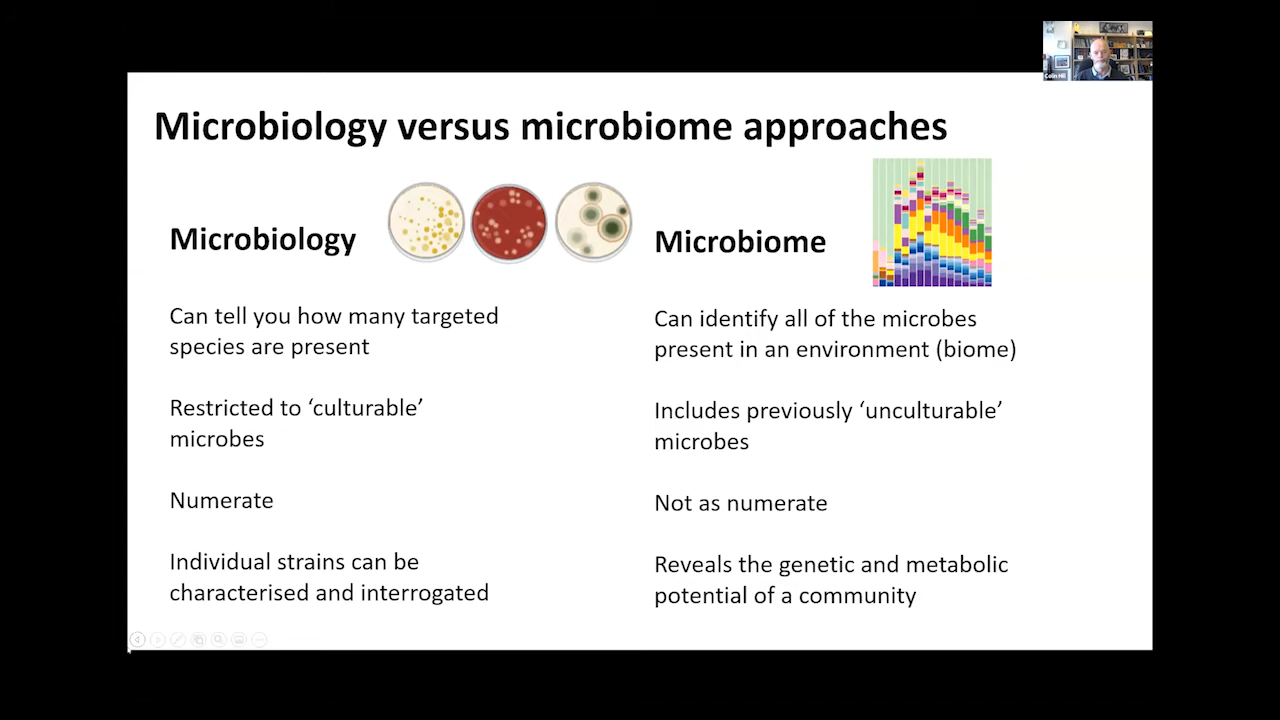 Colin Hill
Microbiology versus microbiome approaches
Microbiology
Can tell you how many targeted
species are present
Restricted to ‘culturable’
microbes
Numerate
Individual strains can be
characterised and interrogated
Microbiome
Can identify all of the microbes
present in an environment (biome)
Includes previously ‘unculturable’
microbes
Not as numerate
Reveals the genetic and metabolic
potential of a community